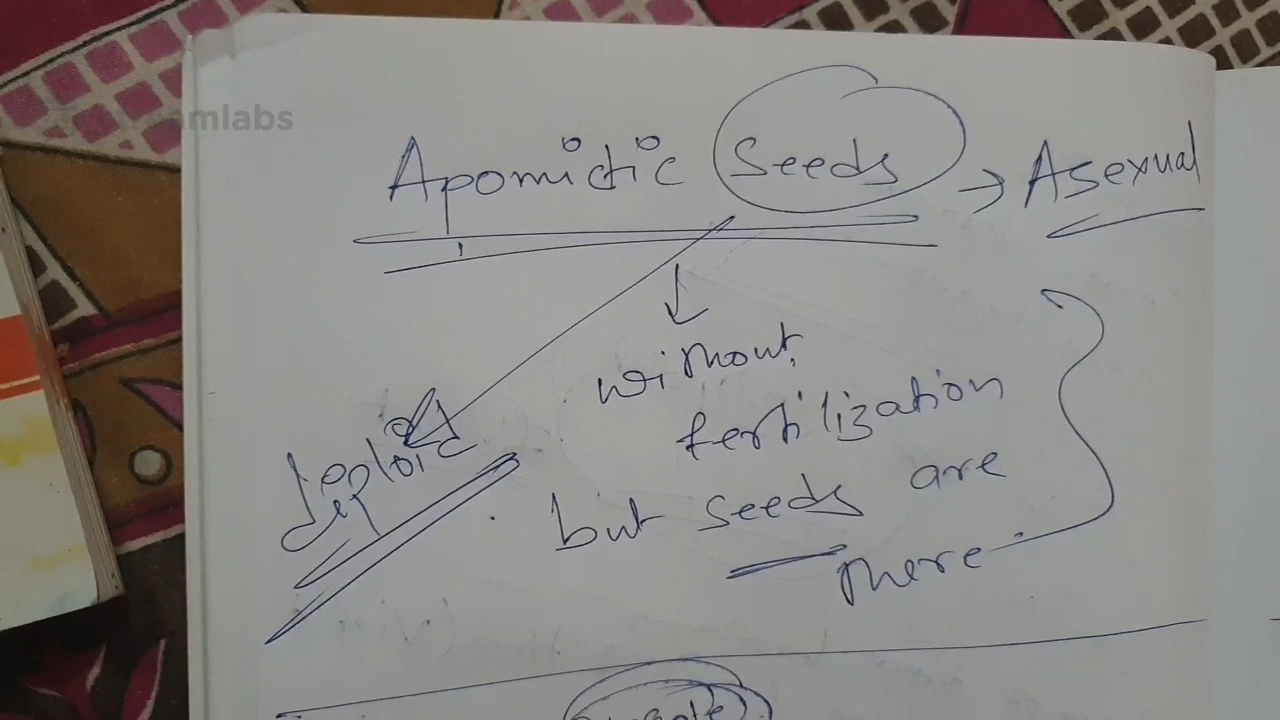 Apomictic Seeds → Asexual
without
fertilization
but seeds are
there
diploid